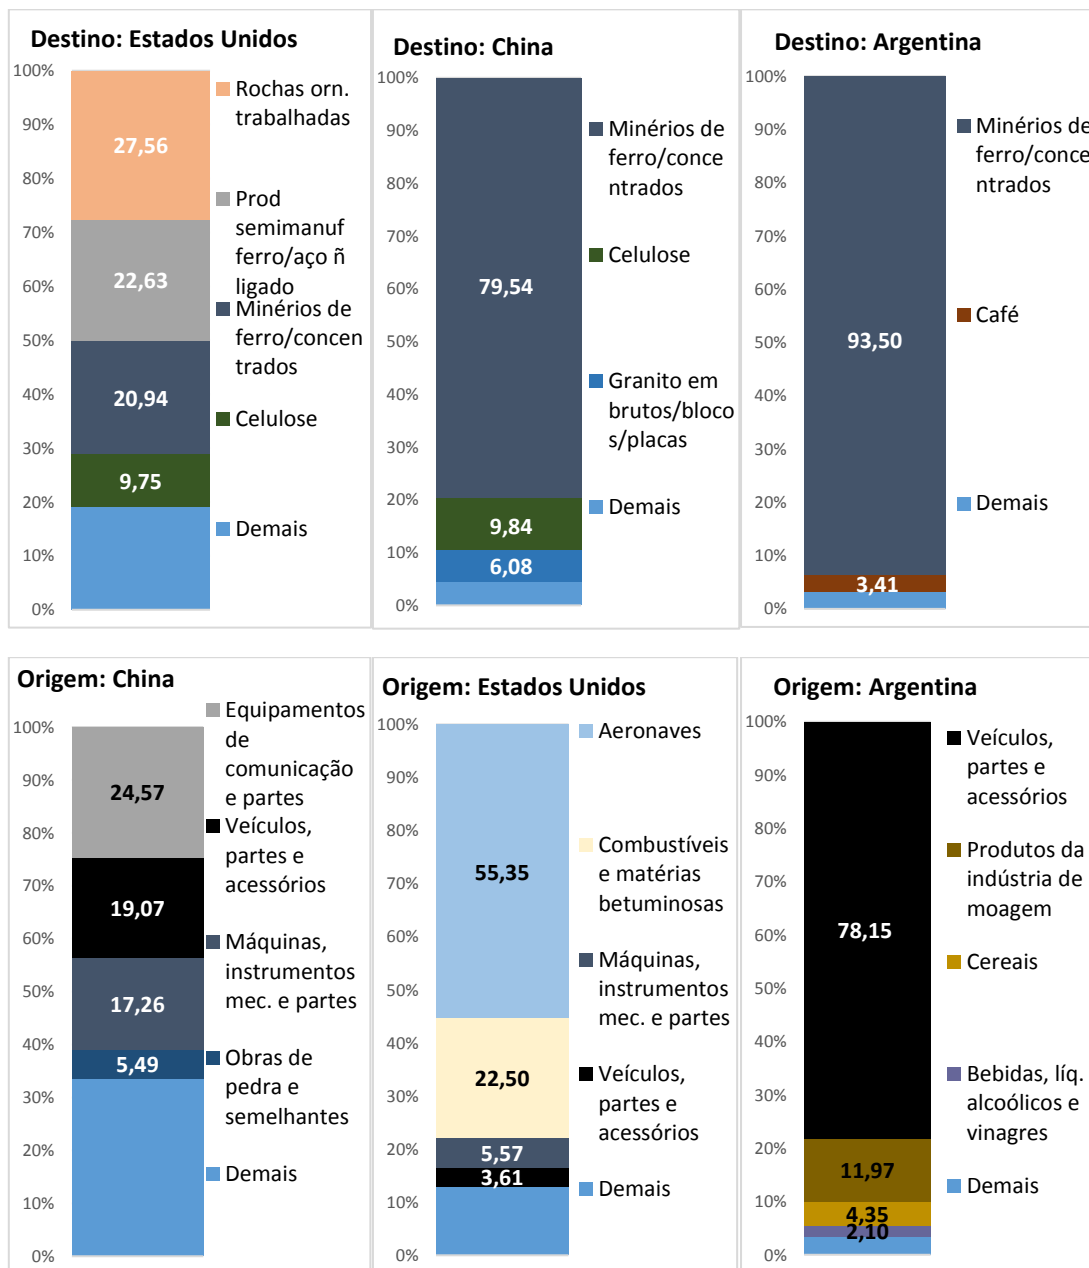 Destino: Estados Unidos
100%
90%
80%
70%
60%
50%
40%
30%
20%
10%
0%
27,56
22,63
20,94
9,75
Rochas orn.
trabalhadas
Prod
semimanuf
ferro/aço ñ
ligado
Minérios de
ferro/concen
trados
Celulose
Demais
Destino: China
100%
90%
80%
70%
60%
50%
40%
30%
20%
10%
0%
79,54
9,84
6,08
Minérios de
ferro/conce
ntrados
Celulose
Granito em
brutos/bloco
s/placas
Demais
Destino: Argentina
100%
90%
80%
70%
60%
50%
40%
30%
20%
10%
0%
93,50
3,41
Minérios de
ferro/conce
ntrados
Café
Demais
Origem: China
100%
90%
80%
70%
60%
50%
40%
30%
20%
10%
0%
24,57
19,07
17,26
5,49
Equipamentos
de
comunicação
e partes
Veículos,
partes e
acessórios
Máquinas,
instrumentos
mec. e partes
Obras de
pedra e
semelhantes
Demais
Origem: Estados Unidos
100%
90%
80%
70%
60%
50%
40%
30%
20%
10%
0%
55,35
22,50
5,57
3,61
Aeronaves
Combustíveis
e matérias
betuminosas
Máquinas,
instrumentos
mec. e partes
Veículos,
partes e
acessórios
Demais
Origem: Argentina
100%
90%
80%
70%
60%
50%
40%
30%
20%
10%
0%
78,15
11,97
4,35
2,10
Veículos,
partes e
acessórios
Produtos da
indústria de
moagem
Cereais
Bebidas, líq.
alcoólicos e
vinagres
Demais